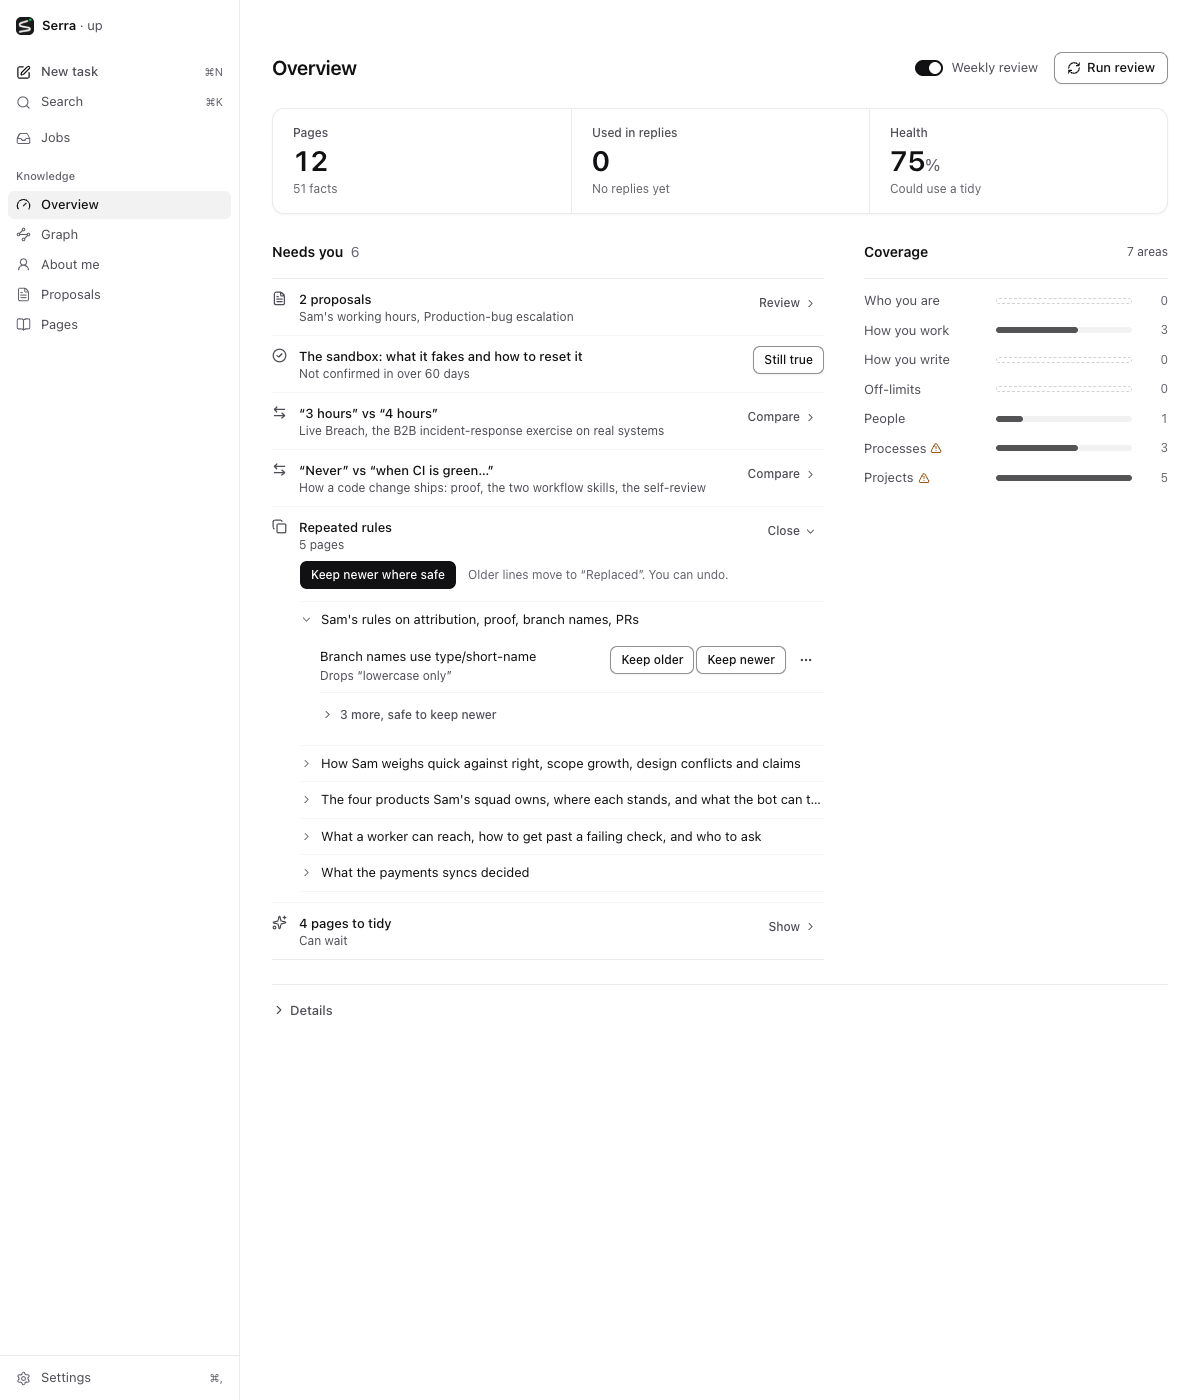 Serra · up
New task ⌘N
Search ⌘K
Jobs
Knowledge
Overview
Graph
About me
Proposals
Pages
Settings ⌘,
Overview
Weekly review
Run review
Pages
12
51 facts
Used in replies
0
No replies yet
Health
75%
Could use a tidy
Needs you 6
2 proposals
Sam's working hours, Production-bug escalation
Review
The sandbox: what it fakes and how to reset it
Not confirmed in over 60 days
Still true
“3 hours” vs “4 hours”
Live Breach, the B2B incident-response exercise on real systems
Compare
“Never” vs “when CI is green…”
How a code change ships: proof, the two workflow skills, the self-review
Compare
Repeated rules
5 pages
Close
Keep newer where safe
Older lines move to “Replaced”. You can undo.
Sam's rules on attribution, proof, branch names, PRs
Branch names use type/short-name
Drops “lowercase only”
Keep older
Keep newer
3 more, safe to keep newer
How Sam weighs quick against right, scope growth, design conflicts and claims
The four products Sam's squad owns, where each stands, and what the bot can t…
What a worker can reach, how to get past a failing check, and who to ask
What the payments syncs decided
4 pages to tidy
Can wait
Show
Coverage 7 areas
Who you are 0
How you work 3
How you write 0
Off-limits 0
People 1
Processes 3
Projects 5
Details